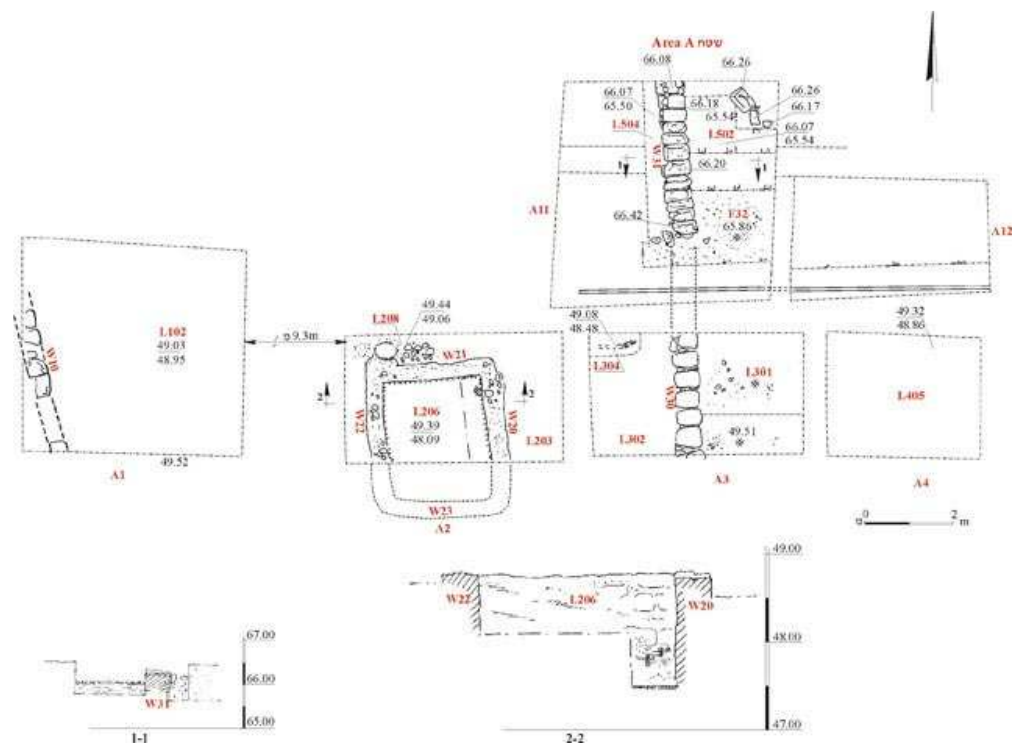 Area A שטח
66.08
66.26
66.07
65.50
66.18
65.54
66.26
66.17
L504
L502
66.07
65.54
W31
1
1
66.20
A11
66.42
F32
65.86
A12
L102
49.03
48.95
W10
49.52
A1
9.3m מ'
L208
49.44
49.06
W21
2
2
W22
L206
49.39
48.09
W20
L203
W23
A2
49.08
48.48
L304
L301
W30
L302
49.51
A3
49.32
48.86
L405
A4
מ
0
2
m
67.00
66.00
65.00
W31
1-1
49.00
48.00
47.00
W22
L206
W20
2-2